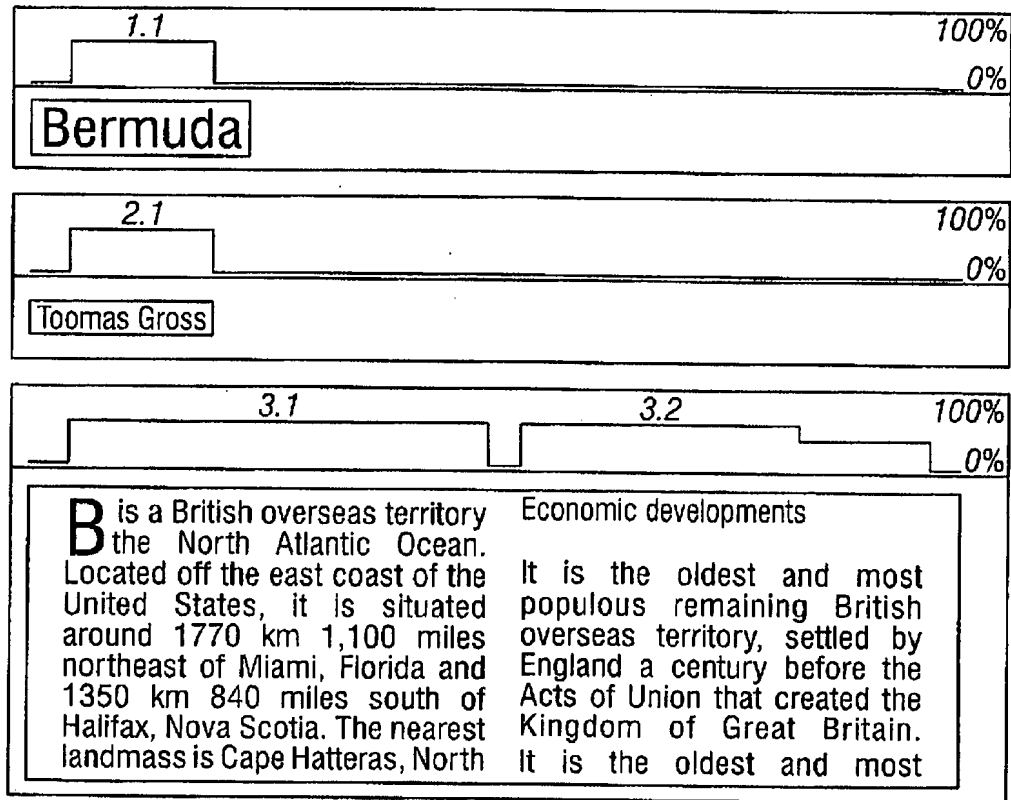 1.1
100%
0%
Bermuda
2.1
100%
0%
Toomas Gross
3.1
3.2
100%
0%
B is a British overseas territory
the North Atlantic Ocean.
Located off the east coast of the
United States, it is situated
around 1770 km 1,100 miles
northeast of Miami, Florida and
1350 km 840 miles south of
Halifax, Nova Scotia. The nearest
landmass is Cape Hatteras, North
Economic developments
It is the oldest and most
populous remaining British
overseas territory, settled by
England a century before the
Acts of Union that created the
Kingdom of Great Britain.
It is the oldest and most